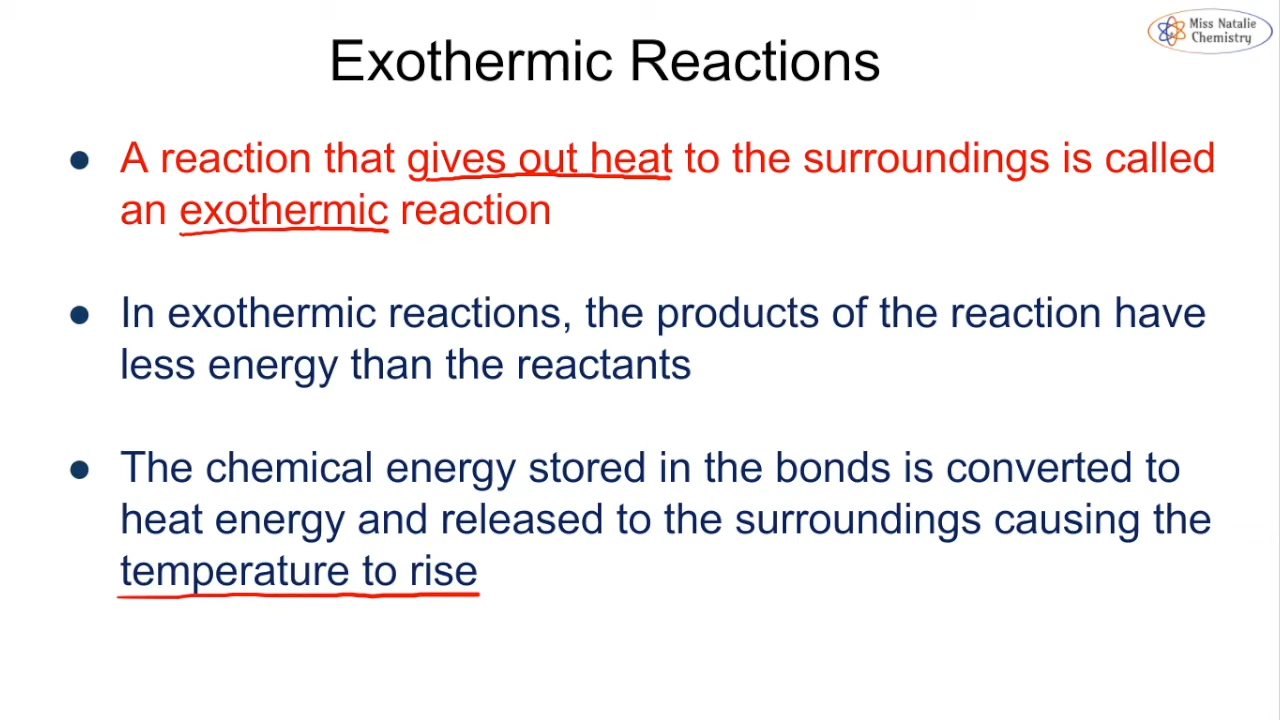 Miss Natalie
Chemistry
Exothermic Reactions
● A reaction that gives out heat to the surroundings is called
an exothermic reaction
● In exothermic reactions, the products of the reaction have
less energy than the reactants
● The chemical energy stored in the bonds is converted to
heat energy and released to the surroundings causing the
temperature to rise